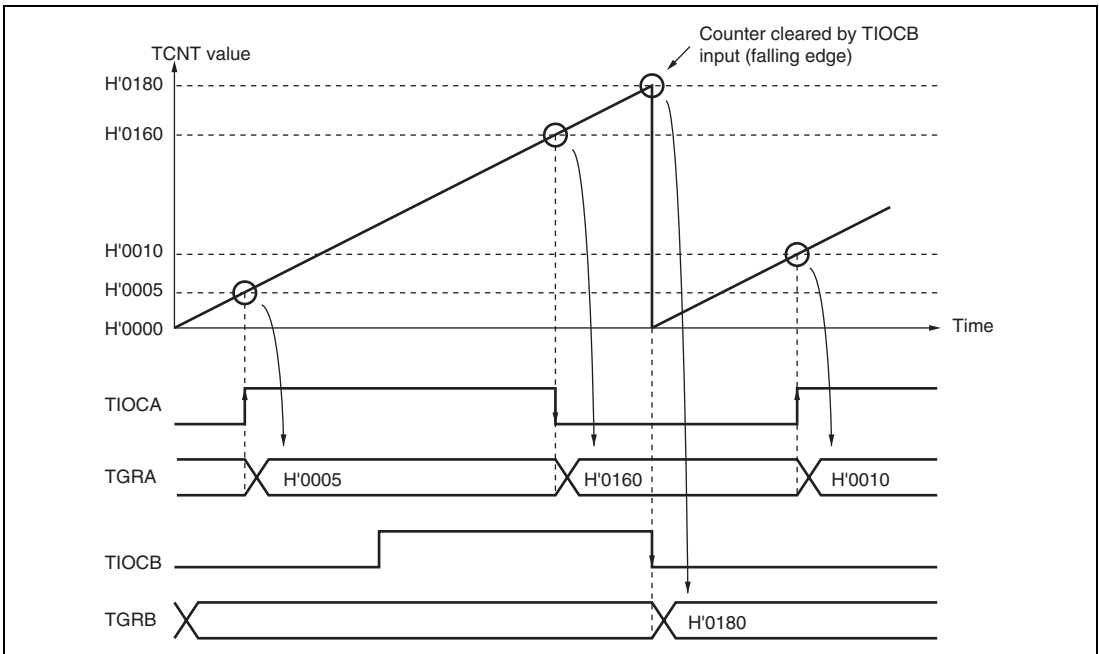 Counter cleared by TIOCB
input (falling edge)
TCNT value
H'0180
H'0160
H'0010
H'0005
H'0000
Time
TIOCA
TGRA
H'0005
H'0160
H'0010
TIOCB
TGRB
H'0180